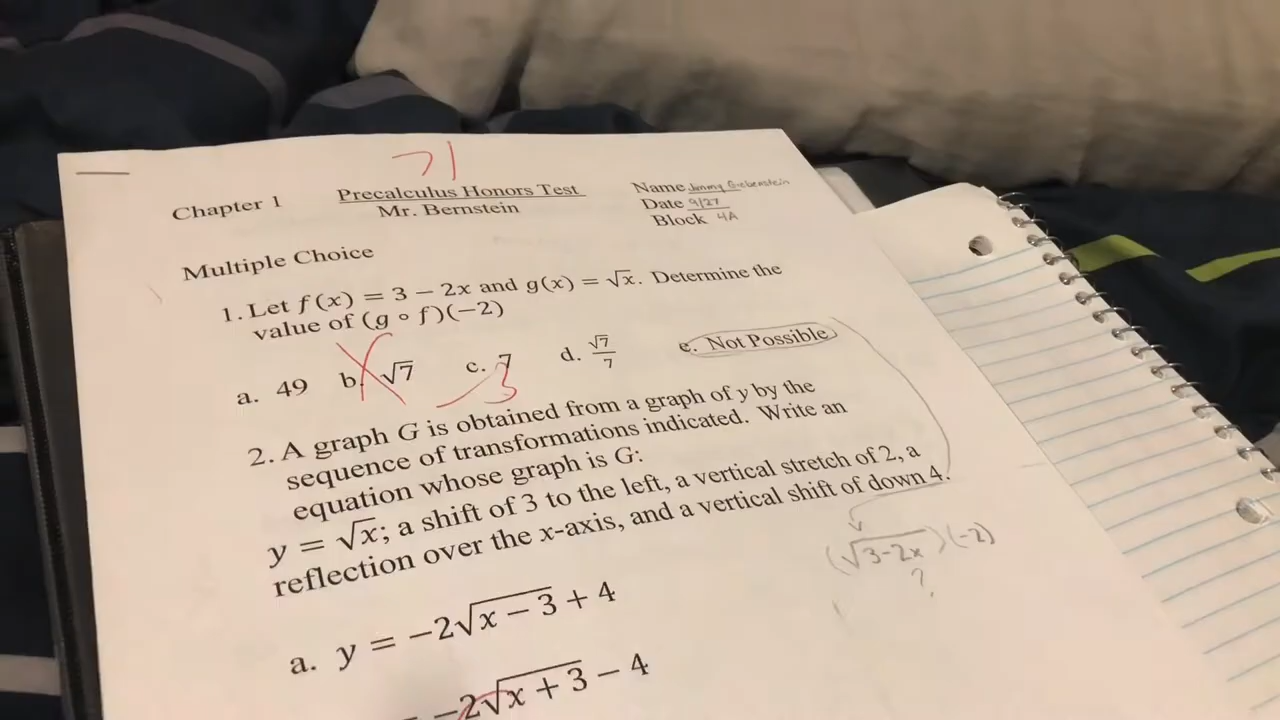 71
Chapter 1
Precalculus Honors Test
Mr. Bernstein
Name Jimmy
Date 9/27
Block 4A
Multiple Choice
1. Let f(x) = 3 − 2x and g(x) = √x. Determine the
value of (g ∘ f)(−2)
a. 49 b. √7 c. 7 d. √7/7 e. Not Possible
3
2. A graph G is obtained from a graph of y by the
sequence of transformations indicated. Write an
equation whose graph is G:
y = √x; a shift of 3 to the left, a vertical stretch of 2, a
reflection over the x-axis, and a vertical shift of down 4.
(√3-2x)(-2)
?
a. y = −2√x − 3 + 4
= −2√x + 3 − 4